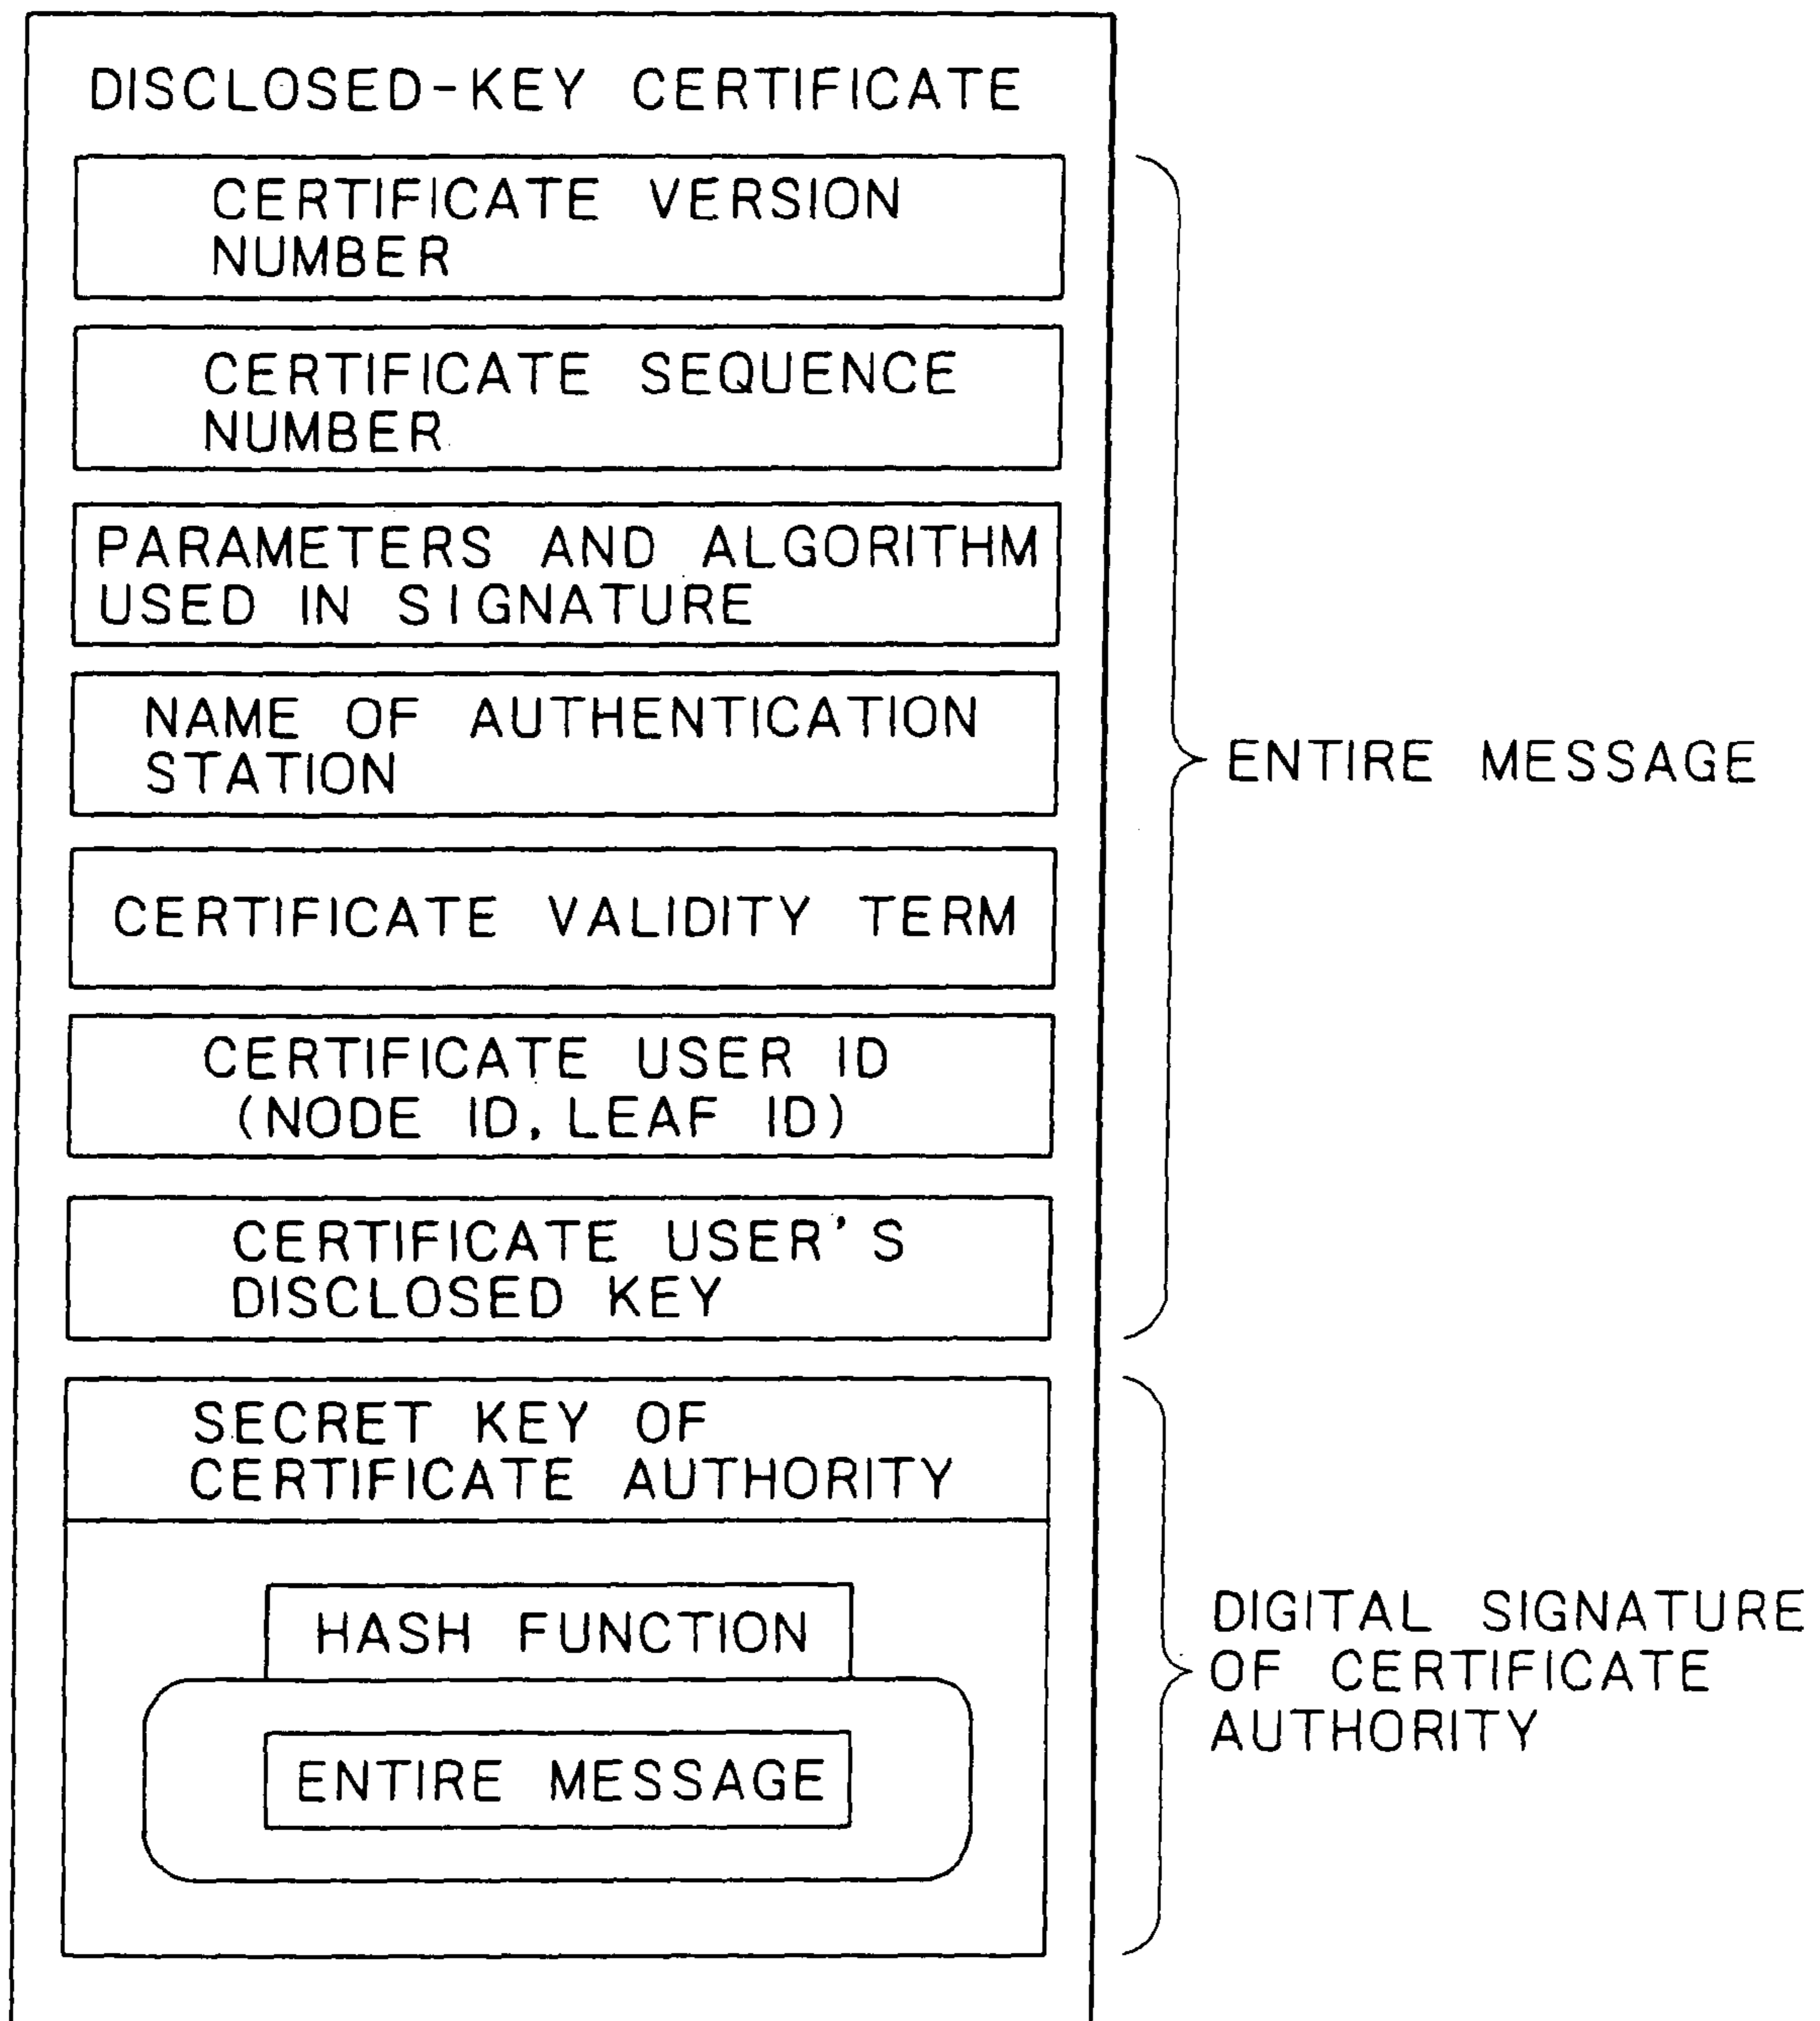 DISCLOSED-KEY CERTIFICATE
CERTIFICATE VERSION
NUMBER
CERTIFICATE SEQUENCE
NUMBER
PARAMETERS AND ALGORITHM
USED IN SIGNATURE
NAME OF AUTHENTICATION
STATION
CERTIFICATE VALIDITY TERM
CERTIFICATE USER ID
(NODE ID, LEAF ID)
CERTIFICATE USER'S
DISCLOSED KEY
ENTIRE MESSAGE
SECRET KEY OF
CERTIFICATE AUTHORITY
HASH FUNCTION
ENTIRE MESSAGE
DIGITAL SIGNATURE
OF CERTIFICATE
AUTHORITY